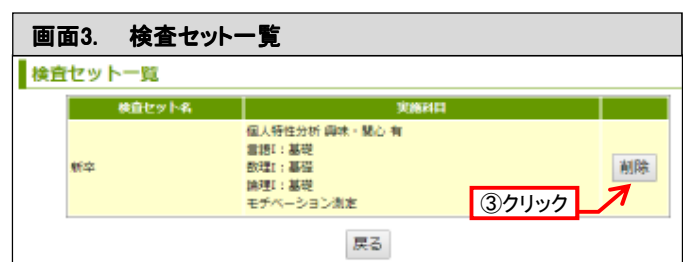 画面3. 検査セット一覧
検査セット一覧
検査セット名 実施科目
個人特性分析 興味・関心 有
言語I：基礎
数理I：基礎
新卒 削除
論理I：基礎
モチベーション測定
③クリック
戻る